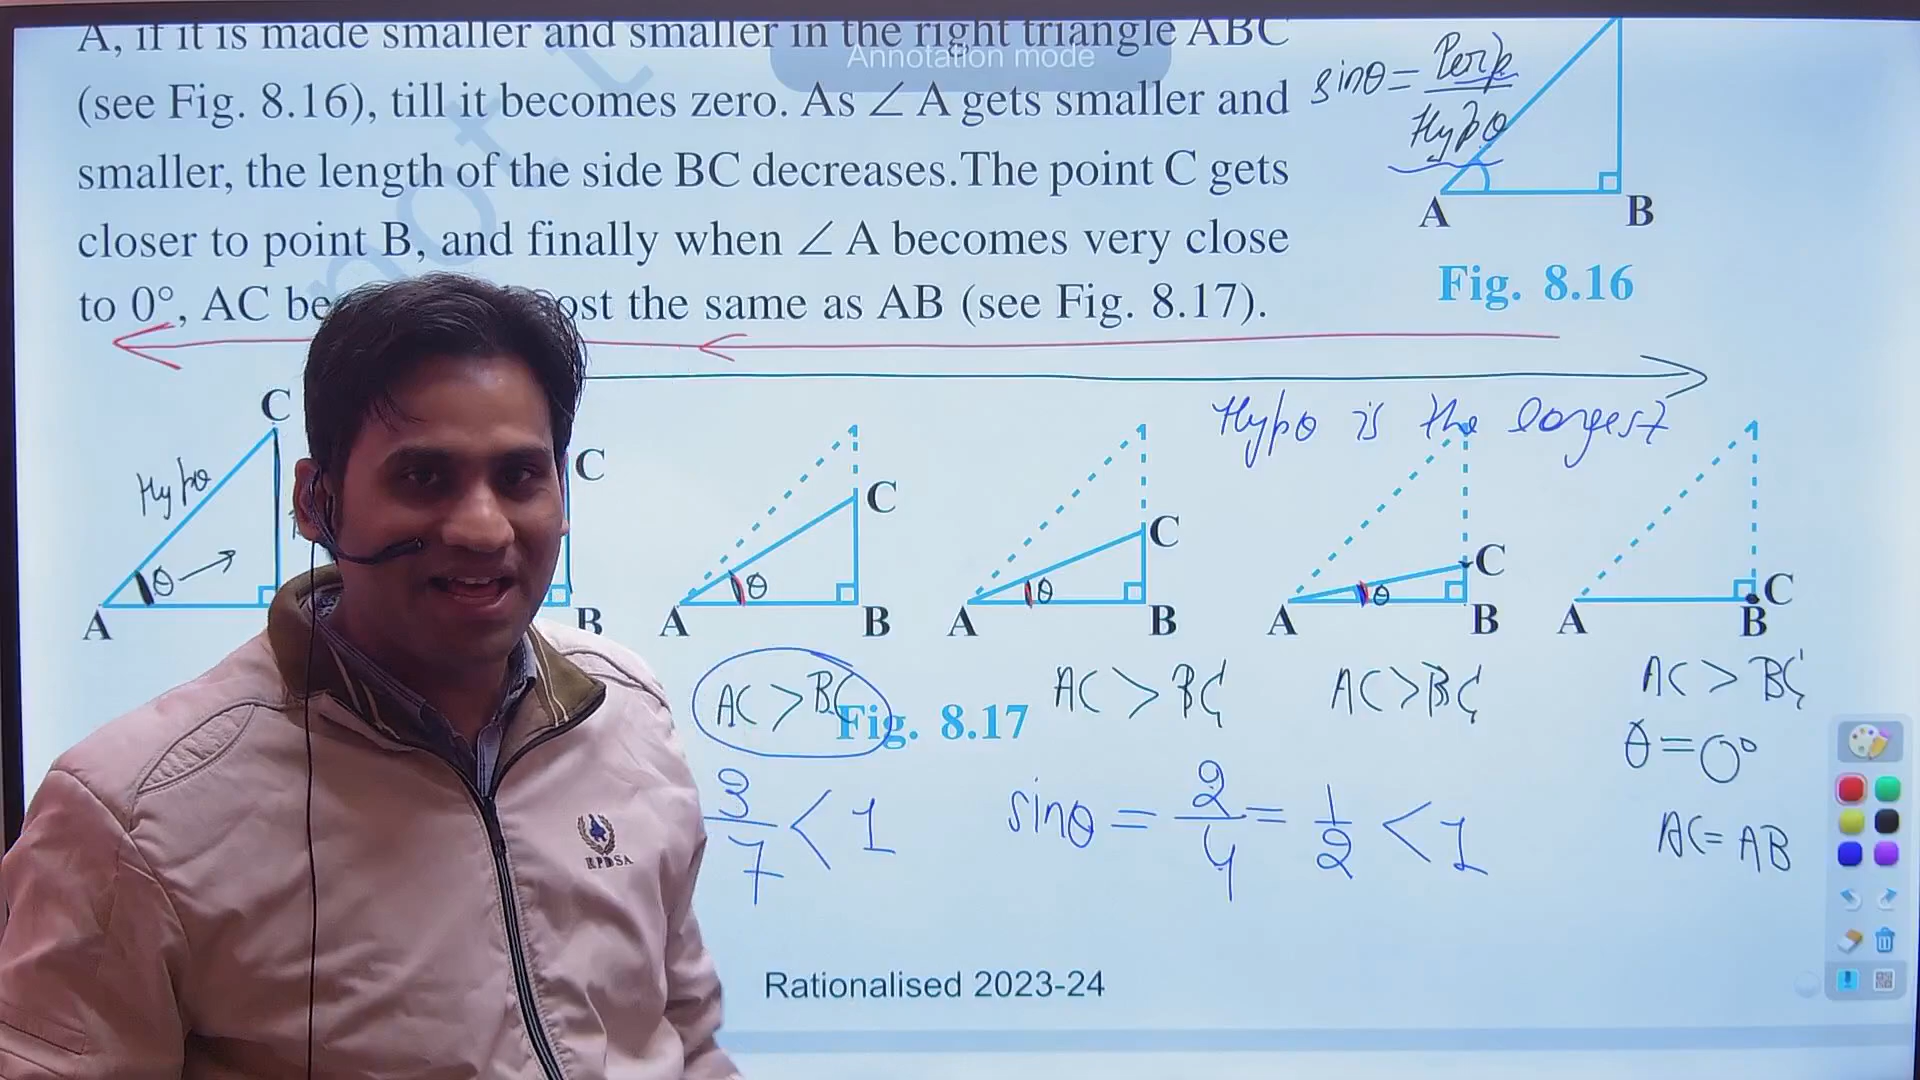 A, if it is made smaller and smaller in the right triangle ABC
Annotation mode
(see Fig. 8.16), till it becomes zero. As ∠ A gets smaller and
smaller, the length of the side BC decreases. The point C gets
closer to point B, and finally when ∠ A becomes very close
to 0°, AC be ost the same as AB (see Fig. 8.17).
not
sinθ = Perp / Hypo
A B
Fig. 8.16
Hypo is the longest
C C C C C C
Hypo
θ θ θ θ
A B A B A B A B A B
AC > BC AC > BC AC > BC AC > BC
Fig. 8.17
θ = 0°
3/7 < 1 sinθ = 2/4 = 1/2 < 1
AC = AB
RPDSA
Rationalised 2023-24